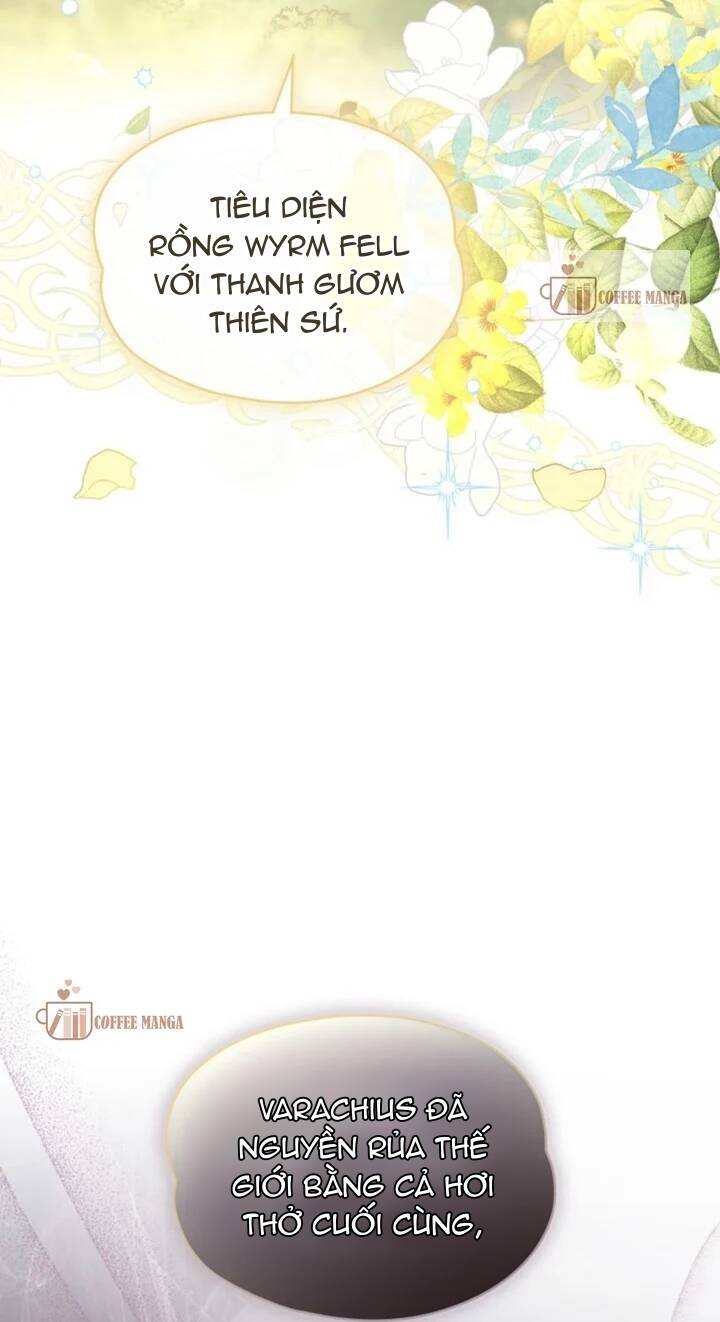 TIÊU DIỆN
RỒNG WYRM FELL
VỚI THANH GƯƠM
THIÊN SỨ.
COFFEE MANGA
COFFEE MANGA
VARACHIUS ĐÃ
NGUYỀN RỦA THẾ
GIỚI BẰNG CẢ HƠI
THỞ CUỐI CÙNG,